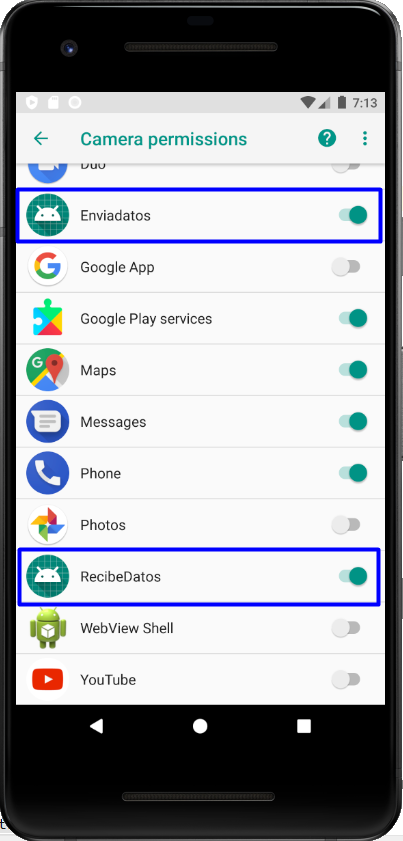 7:13
Camera permissions
?
Duo
Enviadatos
Google App
Google Play services
Maps
Messages
Phone
Photos
RecibeDatos
WebView Shell
YouTube
t